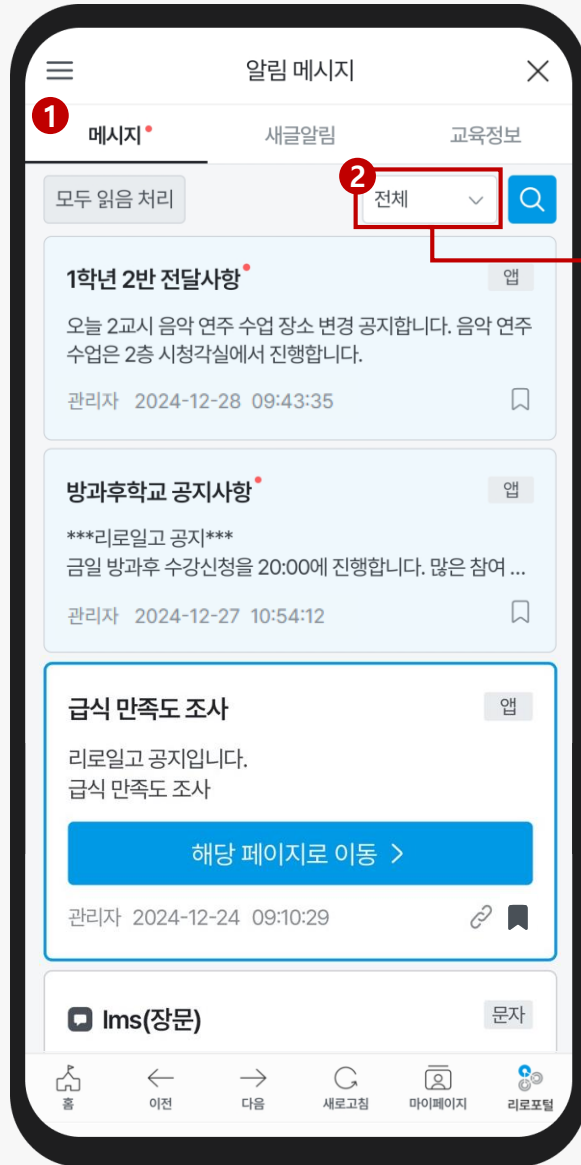 알림 메시지
1
메시지
새글알림
교육정보
2
모두 읽음 처리
전체
1학년 2반 전달사항
앱
오늘 2교시 음악 연주 수업 장소 변경 공지합니다. 음악 연주
수업은 2층 시청각실에서 진행합니다.
관리자 2024-12-28 09:43:35
방과후학교 공지사항
앱
***리로일고 공지***
금일 방과후 수강신청을 20:00에 진행합니다. 많은 참여 ...
관리자 2024-12-27 10:54:12
급식 만족도 조사
앱
리로일고 공지입니다.
급식 만족도 조사
해당 페이지로 이동 >
관리자 2024-12-24 09:10:29
lms(장문)
문자
홈
이전
다음
새로고침
마이페이지
리로포털